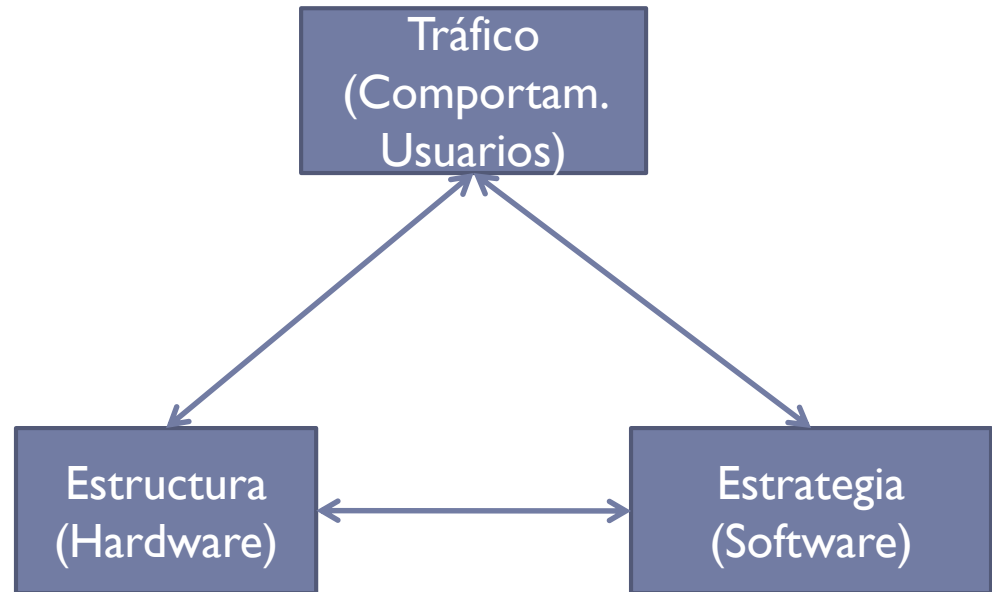 Tráfico
(Comportam.
Usuarios)
Estructura
(Hardware)
Estrategia
(Software)